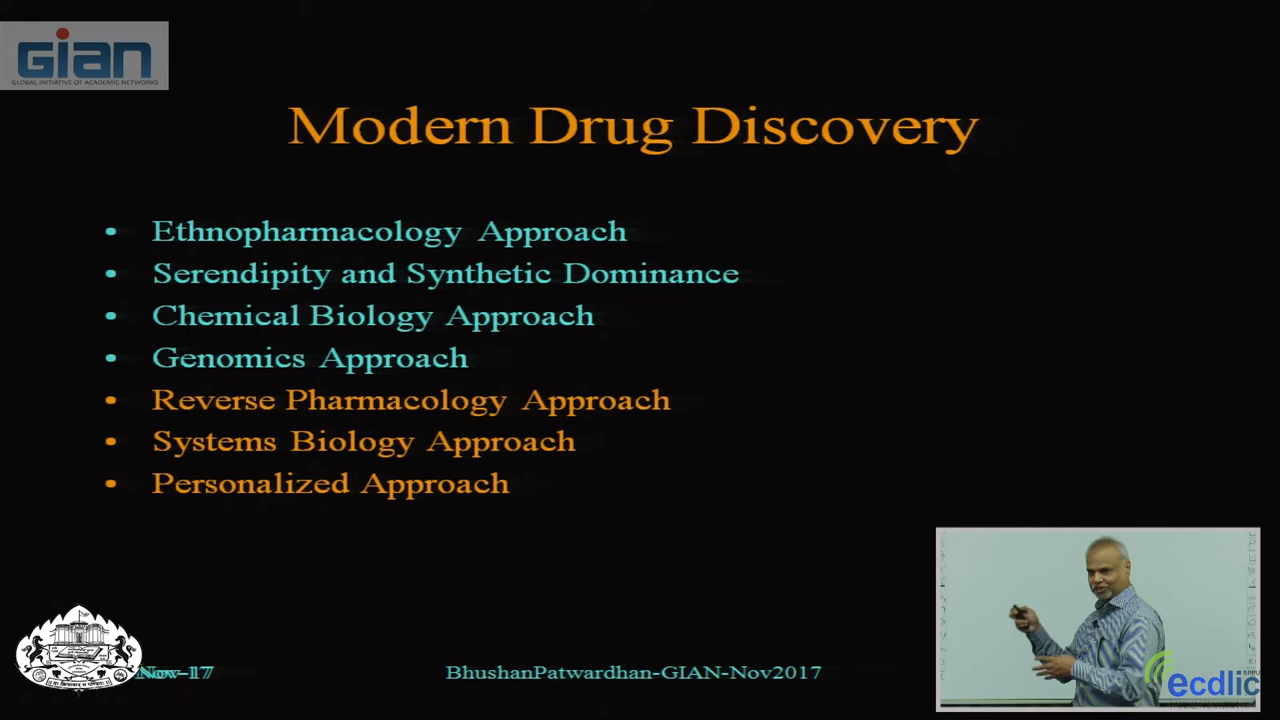 GIAN
GLOBAL INITIATIVE OF ACADEMIC NETWORKS
Modern Drug Discovery
• Ethnopharmacology Approach
• Serendipity and Synthetic Dominance
• Chemical Biology Approach
• Genomics Approach
• Reverse Pharmacology Approach
• Systems Biology Approach
• Personalized Approach
Nov-17
BhushanPatwardhan-GIAN-Nov2017
SPPU
ecdlic